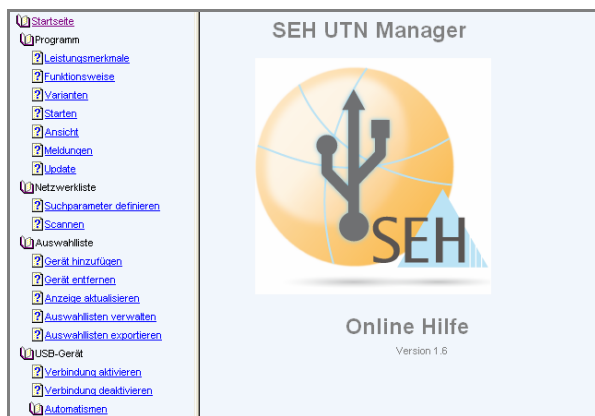 Startseite
Programm
Leistungsmerkmale
Funktionsweise
Varianten
Starten
Ansicht
Meldungen
Update
Netzwerkliste
Suchparameter definieren
Scannen
Auswahlliste
Gerät hinzufügen
Gerät entfernen
Anzeige aktualisieren
Auswahllisten verwalten
Auswahllisten exportieren
USB-Gerät
Verbindung aktivieren
Verbindung deaktivieren
Automatismen
SEH UTN Manager
SEH
Online Hilfe
Version 1.6